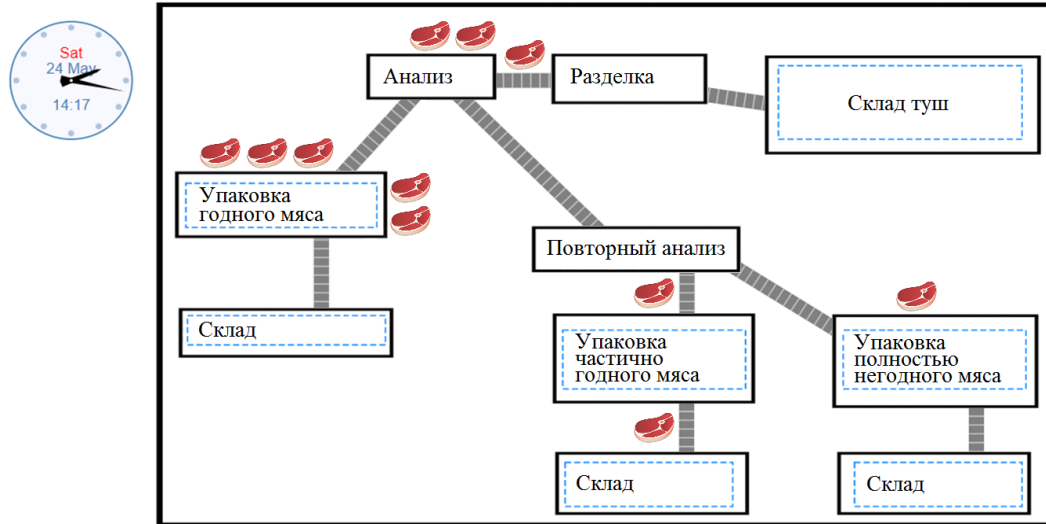 Sat
24 May
14:17
Анализ
Разделка
Склад туш
Упаковка
годного мяса
Повторный анализ
Склад
Упаковка
частично
годного мяса
Упаковка
полностью
негодного мяса
Склад
Склад